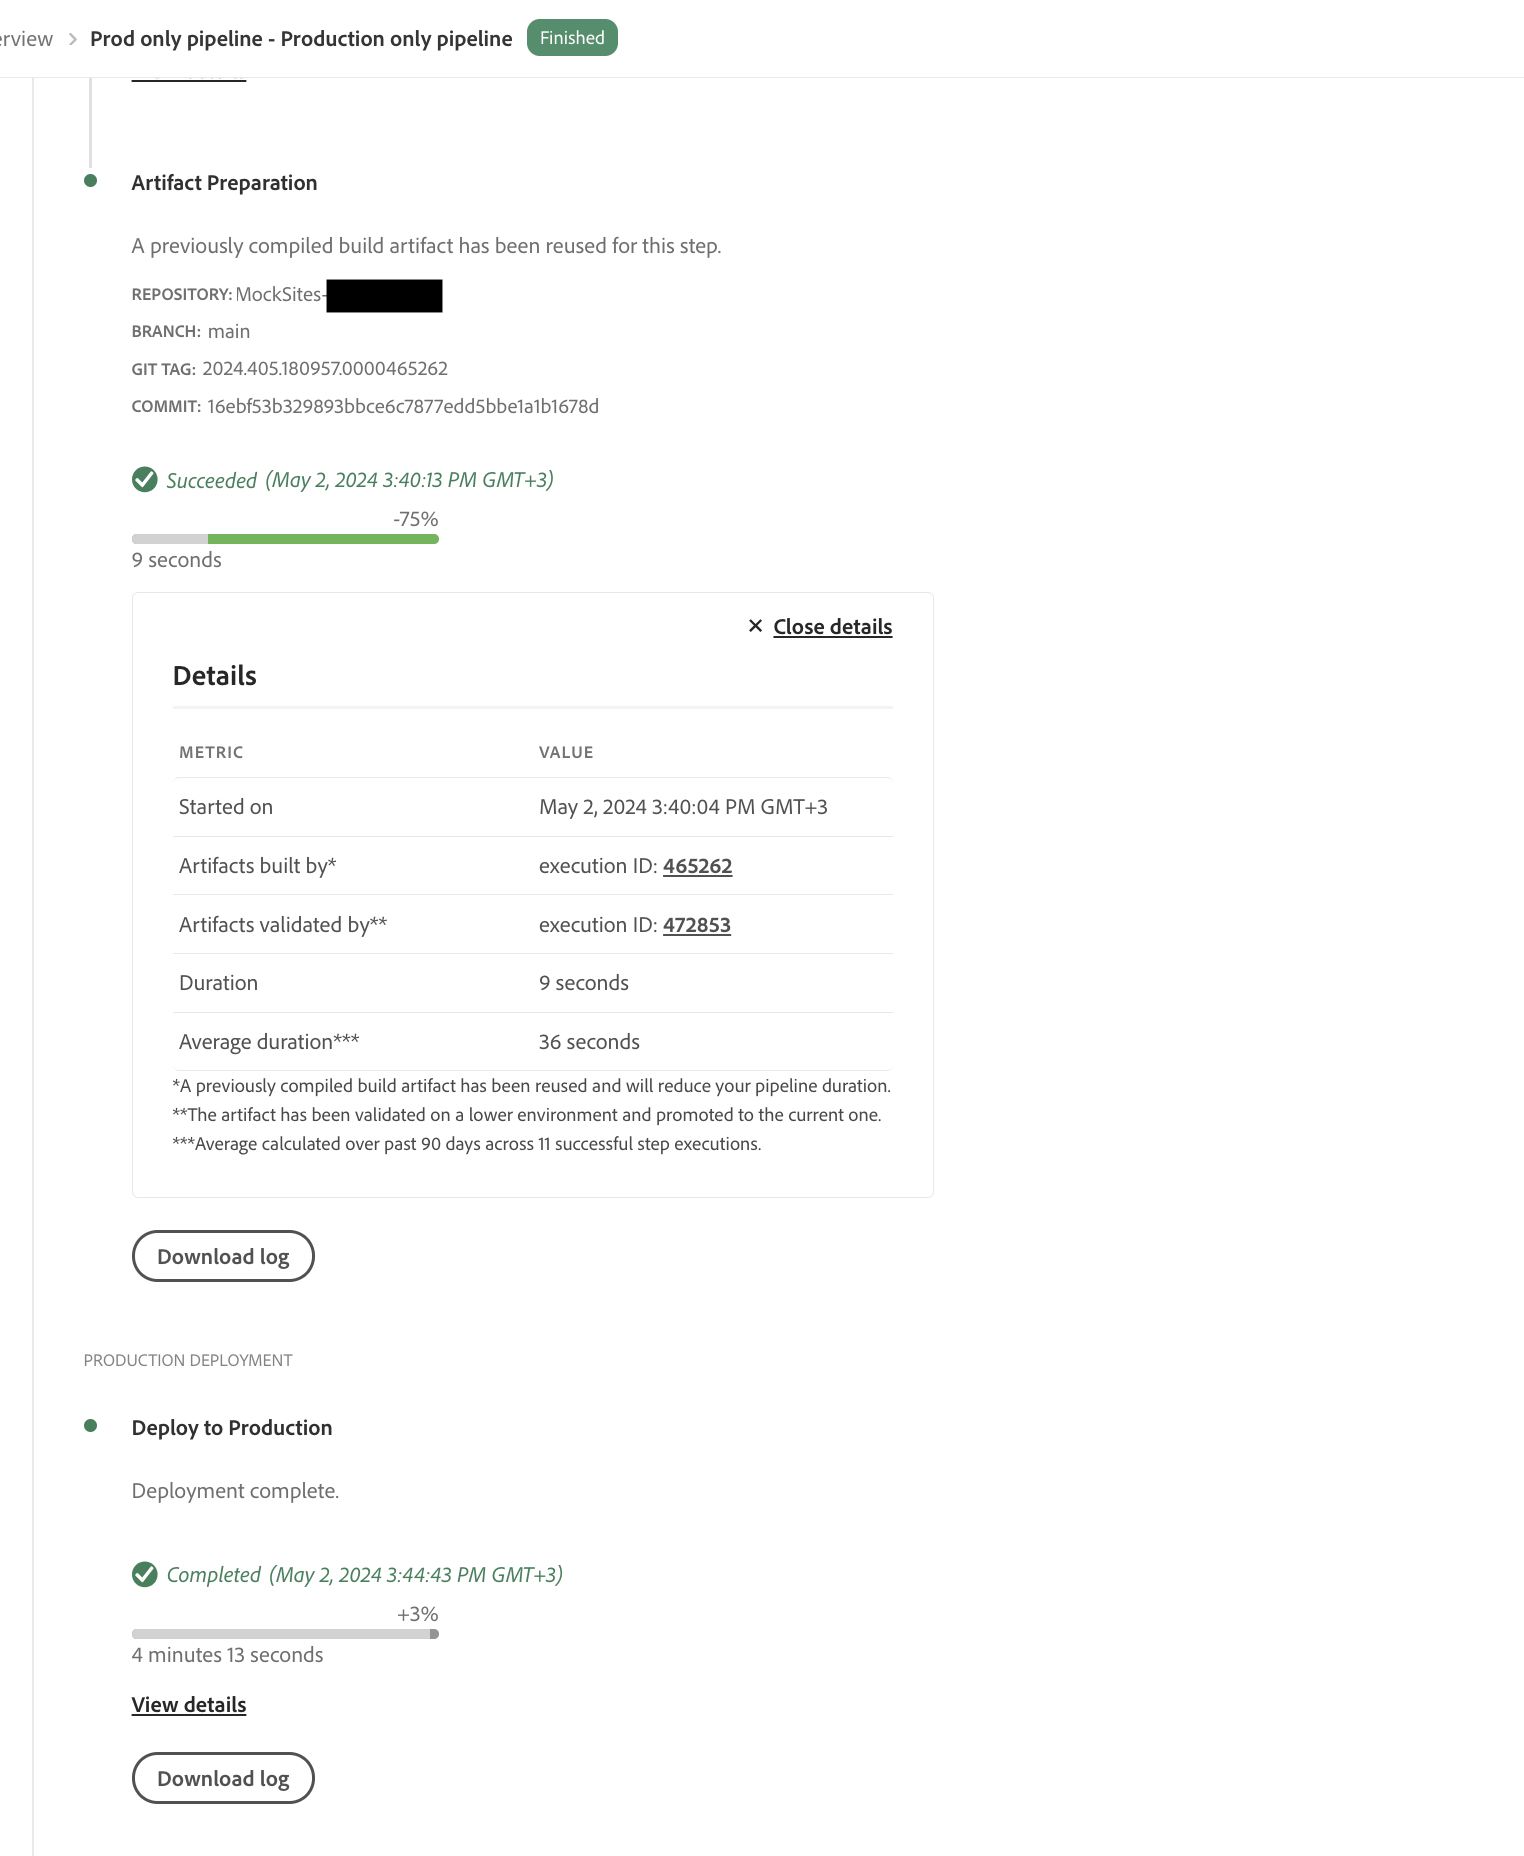 erview > Prod only pipeline - Production only pipeline Finished
Artifact Preparation
A previously compiled build artifact has been reused for this step.
REPOSITORY: MockSites-
BRANCH: main
GIT TAG: 2024.405.180957.0000465262
COMMIT: 16ebf53b329893bbce6c7877edd5bbe1a1b1678d
Succeeded (May 2, 2024 3:40:13 PM GMT+3)
-75%
9 seconds
× Close details
Details
METRIC VALUE
Started on May 2, 2024 3:40:04 PM GMT+3
Artifacts built by* execution ID: 465262
Artifacts validated by** execution ID: 472853
Duration 9 seconds
Average duration*** 36 seconds
*A previously compiled build artifact has been reused and will reduce your pipeline duration.
**The artifact has been validated on a lower environment and promoted to the current one.
***Average calculated over past 90 days across 11 successful step executions.
Download log
PRODUCTION DEPLOYMENT
Deploy to Production
Deployment complete.
Completed (May 2, 2024 3:44:43 PM GMT+3)
+3%
4 minutes 13 seconds
View details
Download log